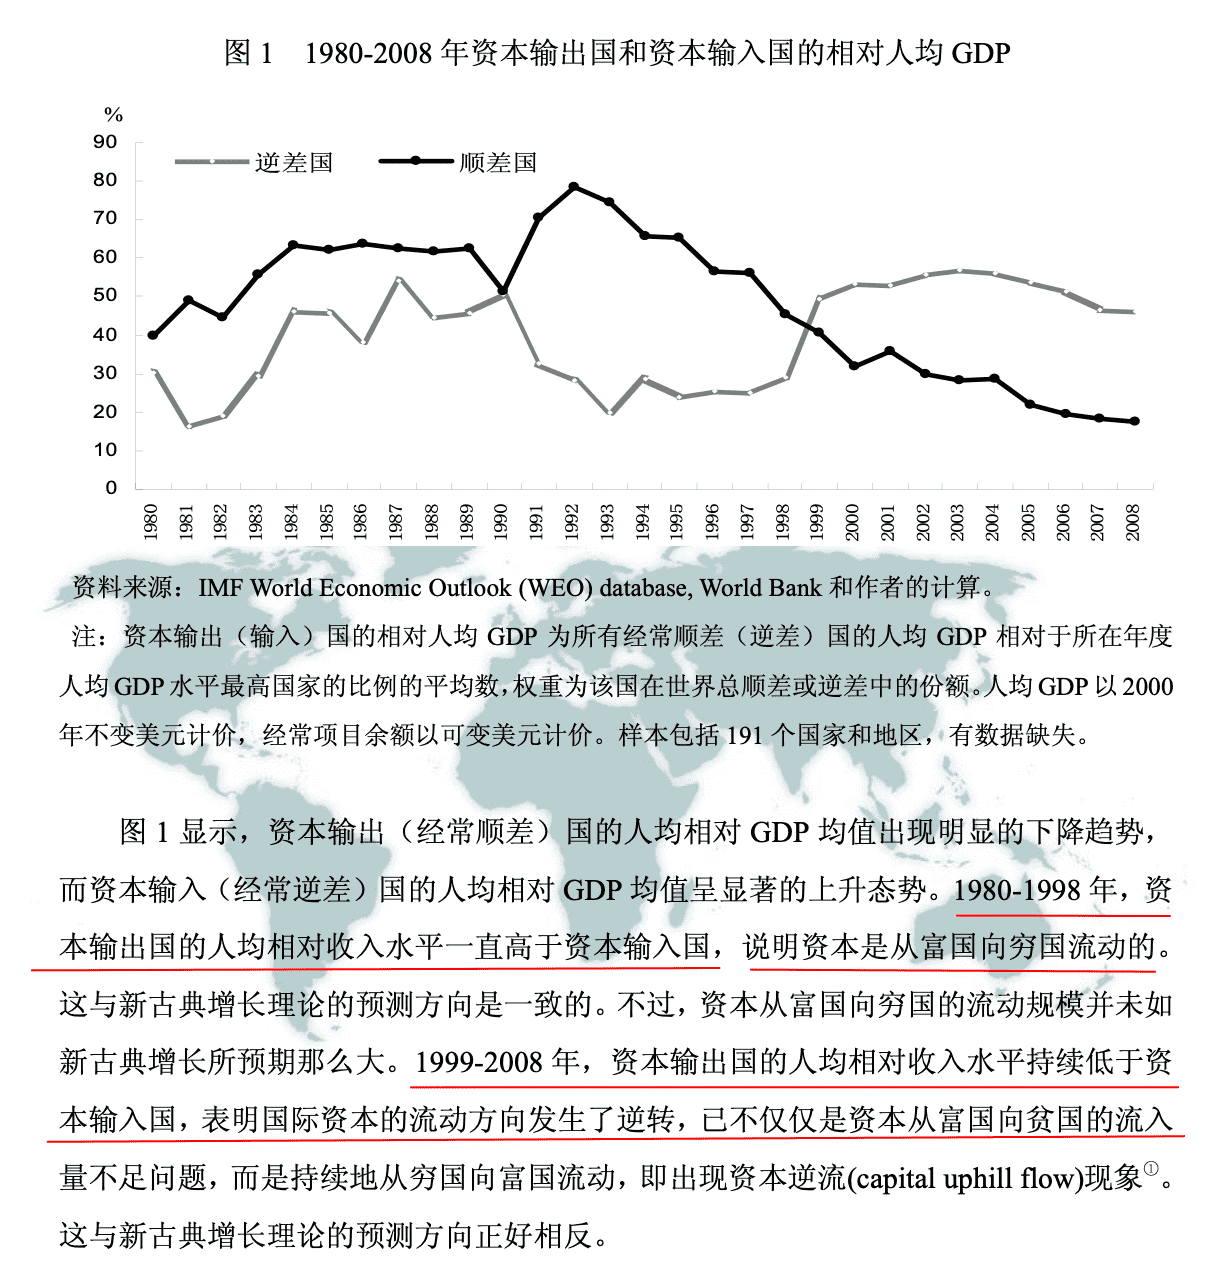 图 1 1980-2008 年资本输出国和资本输入国的相对人均 GDP
%
90
逆差国 顺差国
80
70
60
50
40
30
20
10
0
1980 1981 1982 1983 1984 1985 1986 1987 1988 1989 1990 1991 1992 1993 1994 1995 1996 1997 1998 1999 2000 2001 2002 2003 2004 2005 2006 2007 2008
资料来源：IMF World Economic Outlook (WEO) database, World Bank 和作者的计算。
注：资本输出（输入）国的相对人均 GDP 为所有经常顺差（逆差）国的人均 GDP 相对于所在年度
人均 GDP 水平最高国家的比例的平均数，权重为该国在世界总顺差或逆差中的份额。人均 GDP 以 2000
年不变美元计价，经常项目余额以可变美元计价。样本包括 191 个国家和地区，有数据缺失。
图 1 显示，资本输出（经常顺差）国的人均相对 GDP 均值出现明显的下降趋势，
而资本输入（经常逆差）国的人均相对 GDP 均值呈显著的上升态势。1980-1998 年，资
本输出国的人均相对收入水平一直高于资本输入国，说明资本是从富国向穷国流动的。
这与新古典增长理论的预测方向是一致的。不过，资本从富国向穷国的流动规模并未如
新古典增长所预期那么大。1999-2008 年，资本输出国的人均相对收入水平持续低于资
本输入国，表明国际资本的流动方向发生了逆转，已不仅仅是资本从富国向贫国的流入
量不足问题，而是持续地从穷国向富国流动，即出现资本逆流(capital uphill flow)现象①。
这与新古典增长理论的预测方向正好相反。